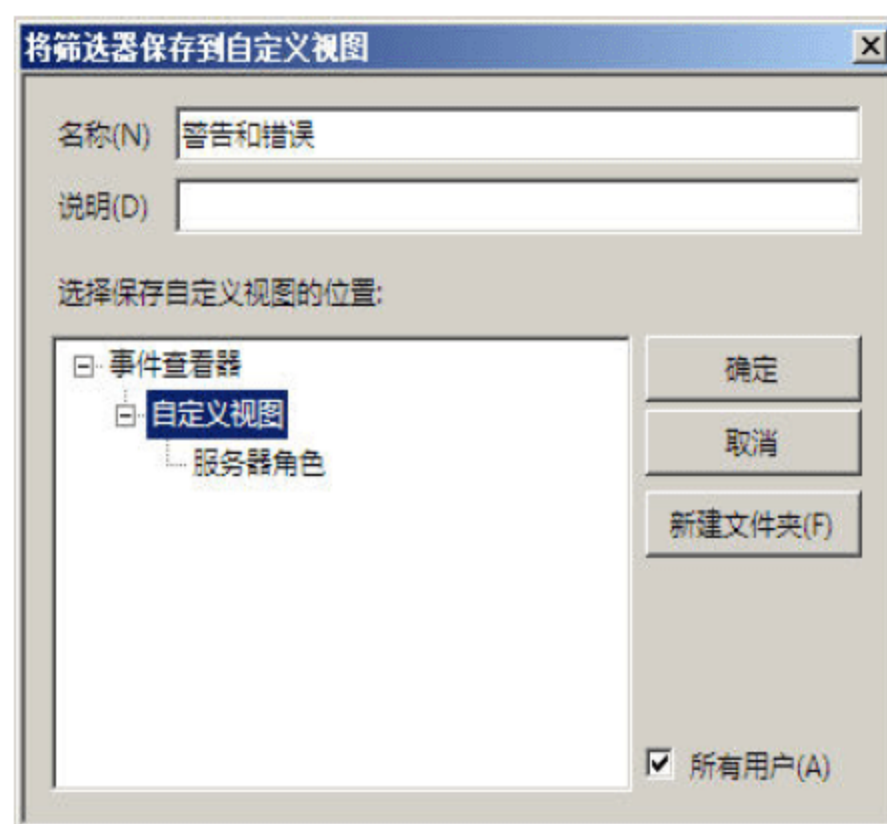 将筛选器保存到自定义视图
名称(N) 警告和错误
说明(D)
选择保存自定义视图的位置:
事件查看器
自定义视图
服务器角色
确定
取消
新建文件夹(F)
所有用户(A)